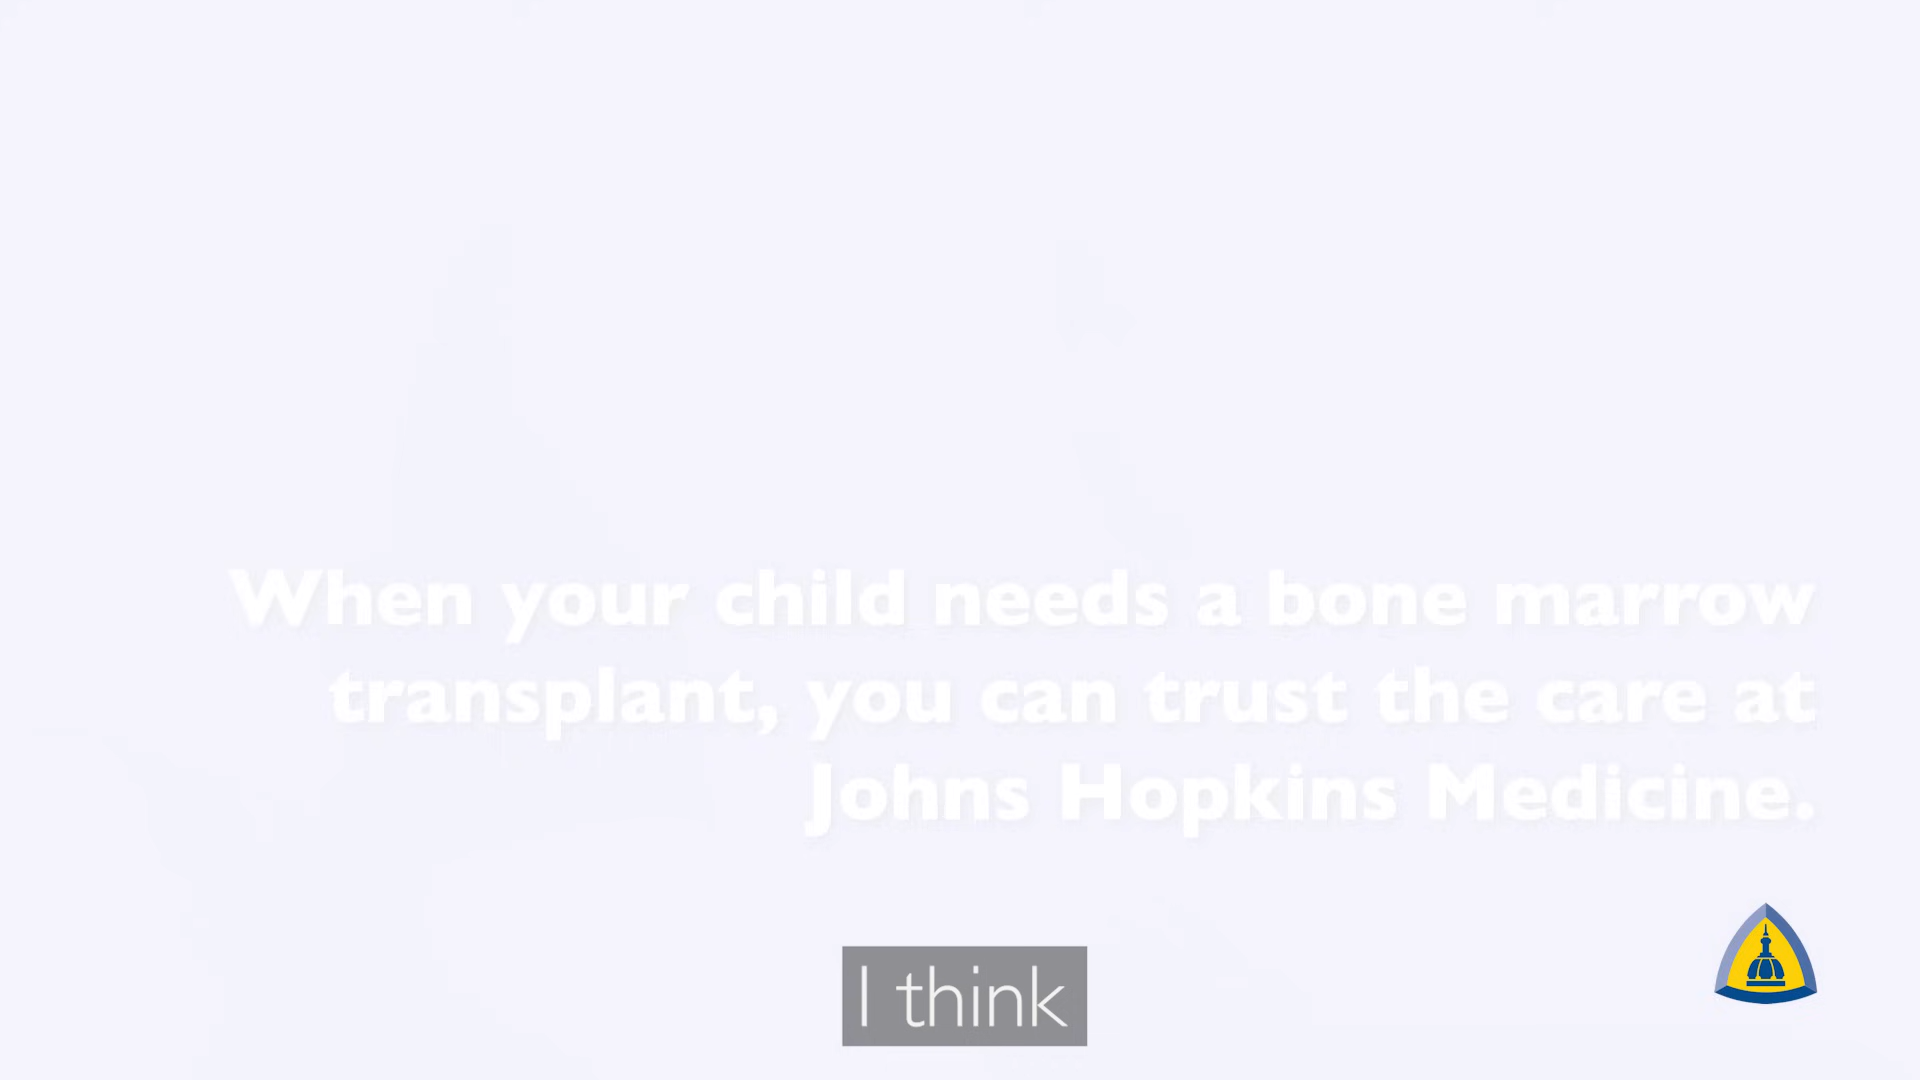 When your child needs a bone marrow
transplant, you can trust the care at
Johns Hopkins Medicine.
I think